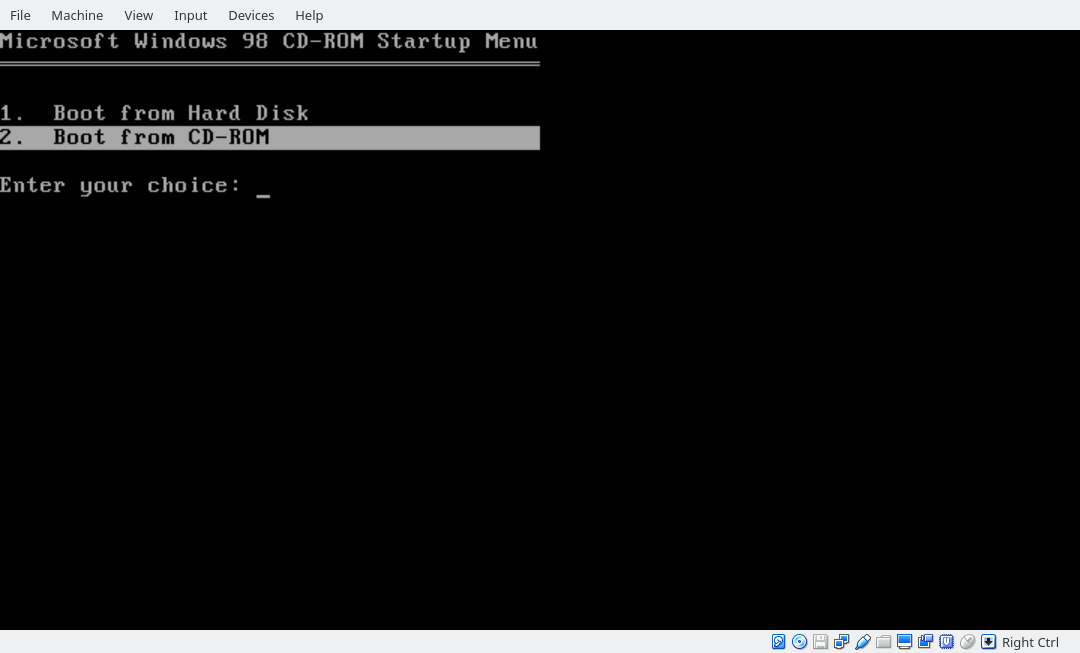 File Machine View Input Devices Help
Microsoft Windows 98 CD-ROM Startup Menu
1. Boot from Hard Disk
2. Boot from CD-ROM
Enter your choice: _
Right Ctrl